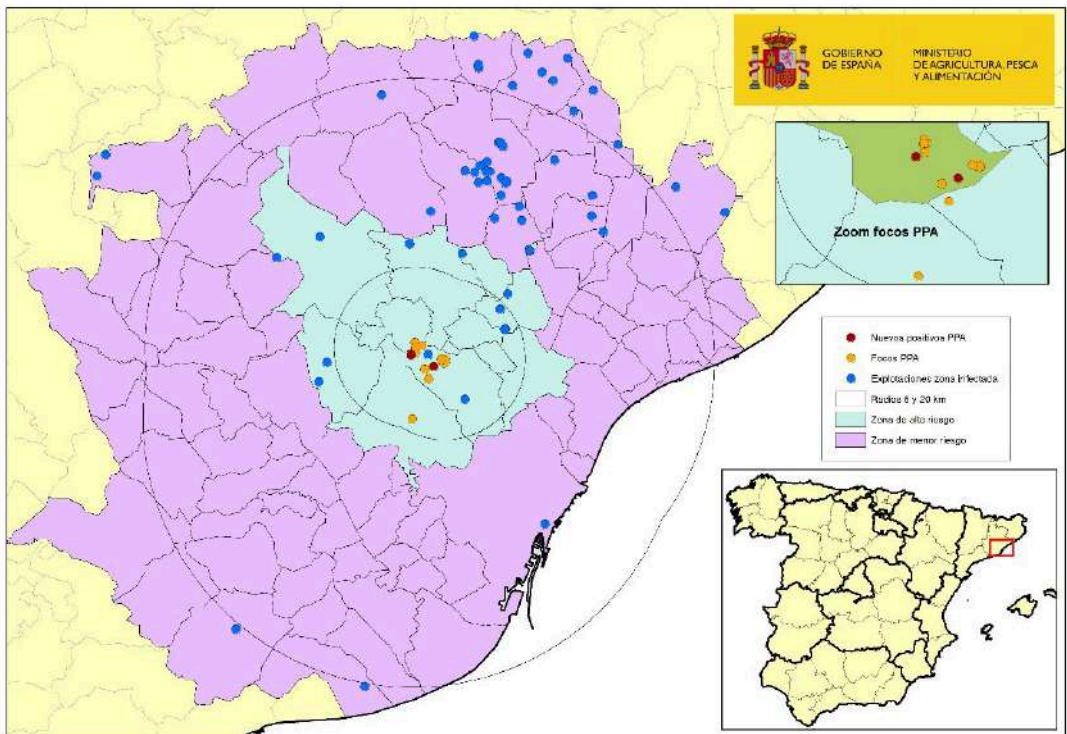 GOBIERNO
DE ESPAÑA
MINISTERIO
DE AGRICULTURA, PESCA
Y ALIMENTACIÓN
Zoom focos PPA
Nuevos positivos PPA
Focos PPA
Explotaciones zona infectada
Radios 6 y 20 km
Zona de alto riesgo
Zona de menor riesgo